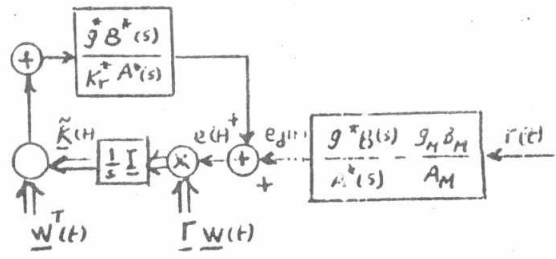 g* B*(s)
K_r* A*(s)
+
K̃(t)
1/s I
x
e(t)
+
+
+
e_d(t)
g* B(s) / A*(s) - g_M B_M / A_M
r(t)
w^T(t)
Γ w(t)